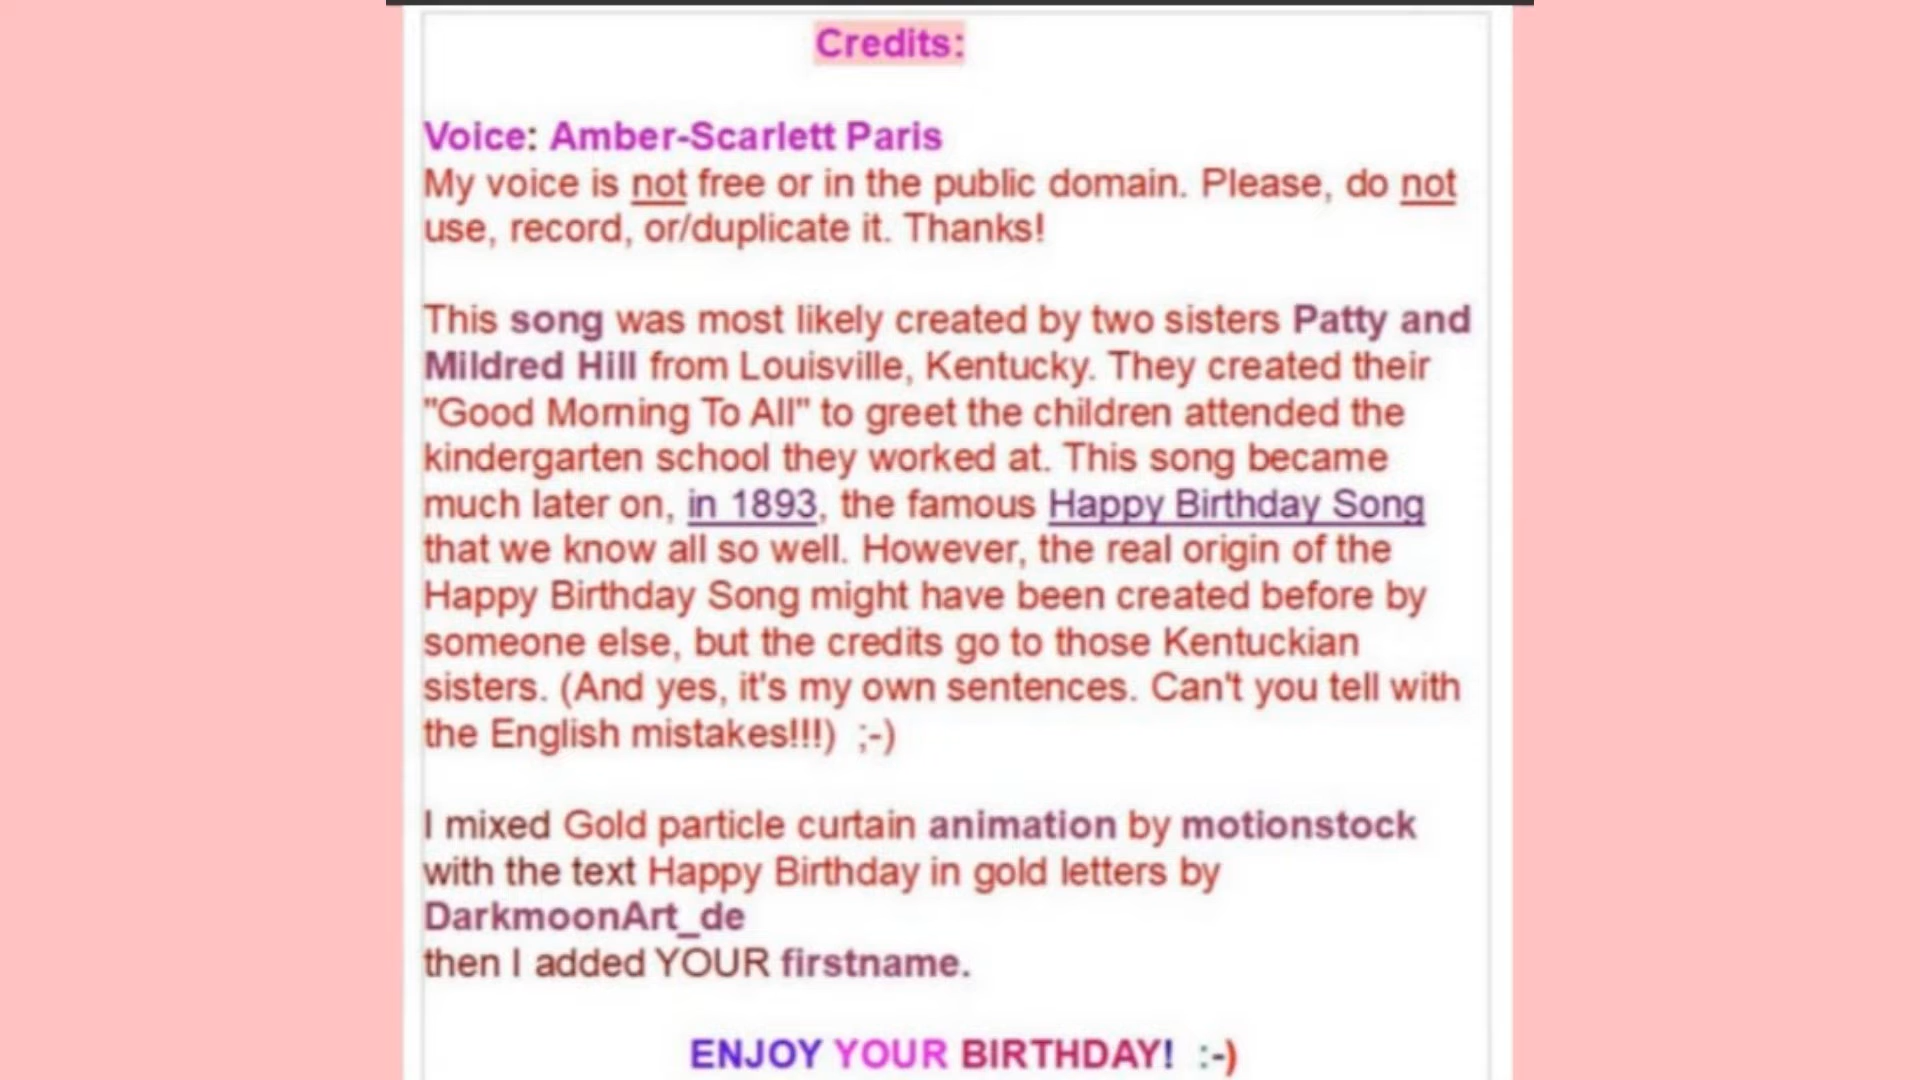 Credits:
Voice: Amber-Scarlett Paris
My voice is not free or in the public domain. Please, do not
use, record, or/duplicate it. Thanks!
This song was most likely created by two sisters Patty and
Mildred Hill from Louisville, Kentucky. They created their
"Good Morning To All" to greet the children attended the
kindergarten school they worked at. This song became
much later on, in 1893, the famous Happy Birthday Song
that we know all so well. However, the real origin of the
Happy Birthday Song might have been created before by
someone else, but the credits go to those Kentuckian
sisters. (And yes, it's my own sentences. Can't you tell with
the English mistakes!!!) ;-)
I mixed Gold particle curtain animation by motionstock
with the text Happy Birthday in gold letters by
DarkmoonArt_de
then I added YOUR firstname.
ENJOY YOUR BIRTHDAY! :-)